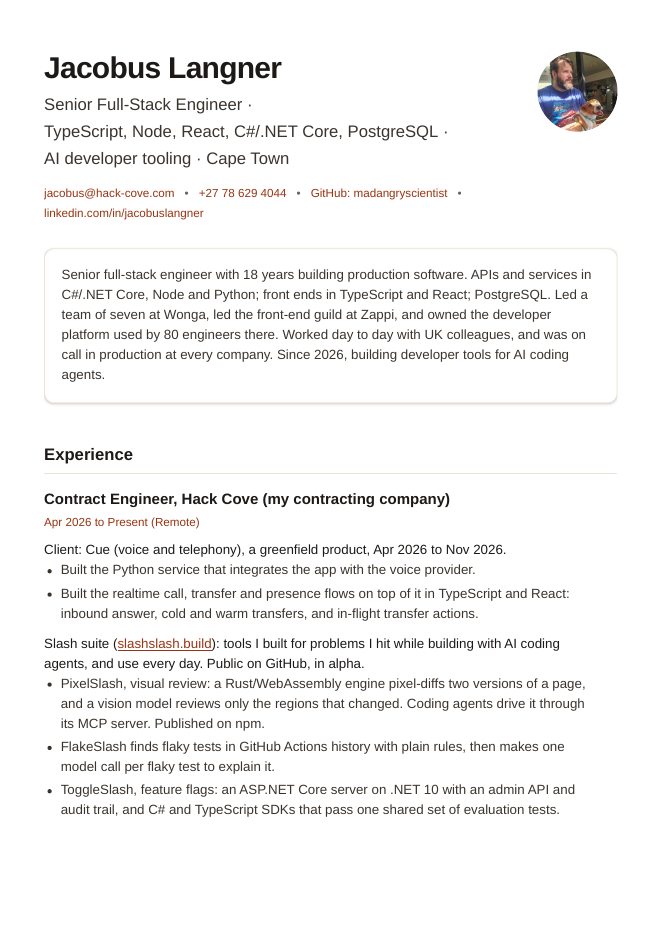 Jacobus Langner
Senior Full-Stack Engineer ·
TypeScript, Node, React, C#/.NET Core, PostgreSQL ·
AI developer tooling · Cape Town
jacobus@hack-cove.com • +27 78 629 4044 • GitHub: madangryscientist •
linkedin.com/in/jacobuslangner
Senior full-stack engineer with 18 years building production software. APIs and services in
C#/.NET Core, Node and Python; front ends in TypeScript and React; PostgreSQL. Led a
team of seven at Wonga, led the front-end guild at Zappi, and owned the developer
platform used by 80 engineers there. Worked day to day with UK colleagues, and was on
call in production at every company. Since 2026, building developer tools for AI coding
agents.
Experience
Contract Engineer, Hack Cove (my contracting company)
Apr 2026 to Present (Remote)
Client: Cue (voice and telephony), a greenfield product, Apr 2026 to Nov 2026.
• Built the Python service that integrates the app with the voice provider.
• Built the realtime call, transfer and presence flows on top of it in TypeScript and React:
inbound answer, cold and warm transfers, and in-flight transfer actions.
Slash suite (slashslash.build): tools I built for problems I hit while building with AI coding
agents, and use every day. Public on GitHub, in alpha.
• PixelSlash, visual review: a Rust/WebAssembly engine pixel-diffs two versions of a page,
and a vision model reviews only the regions that changed. Coding agents drive it through
its MCP server. Published on npm.
• FlakeSlash finds flaky tests in GitHub Actions history with plain rules, then makes one
model call per flaky test to explain it.
• ToggleSlash, feature flags: an ASP.NET Core server on .NET 10 with an admin API and
audit trail, and C# and TypeScript SDKs that pass one shared set of evaluation tests.